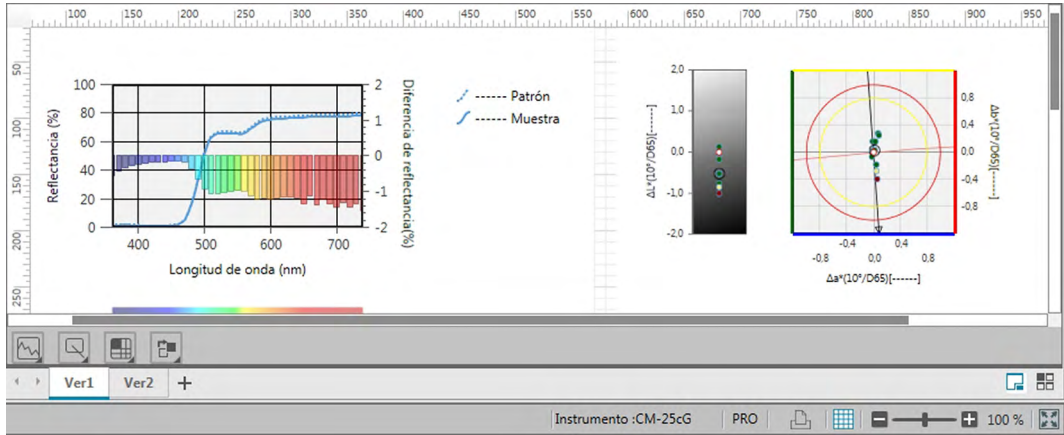 100 150 200 250 300 350 400 450 500 550 600 650 700 750 800 850 900 950
50
100
150
200
250
Reflectancia (%)
100
80
60
40
20
0
2
1
0
-1
-2
Diferencia de reflectancia(%)
400 500 600 700
Longitud de onda (nm)
------ Patrón
------ Muestra
ΔL*(10°/D65)[-----]
2.0
1.0
0.0
-1.0
-2.0
0,8
0,4
0,0
-0,4
-0,8
Δb*(10°/D65)[------]
-0,4 0,4
-0,8 0,0 0,8
Δa*(10°/D65)[------]
Ver1 Ver2 +
Instrumento :CM-25cG PRO 100 %